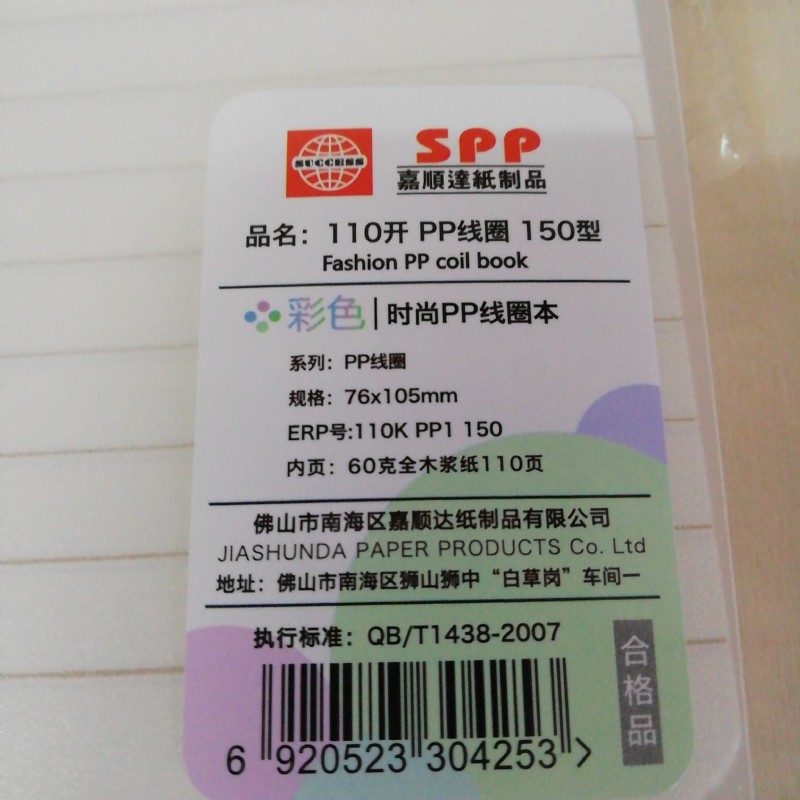 SUCCESS
SPP
嘉順達紙制品
品名：110开 PP线圈 150型
Fashion PP coil book
彩色|时尚PP线圈本
系列：PP线圈
规格：76x105mm
ERP号:110K PP1 150
内页：60克全木浆纸110页
佛山市南海区嘉顺达纸制品有限公司
JIASHUNDA PAPER PRODUCTS Co. Ltd
地址：佛山市南海区狮山狮中“白草岗”车间一
执行标准：QB/T1438-2007
合格品
6 920523 304253 >